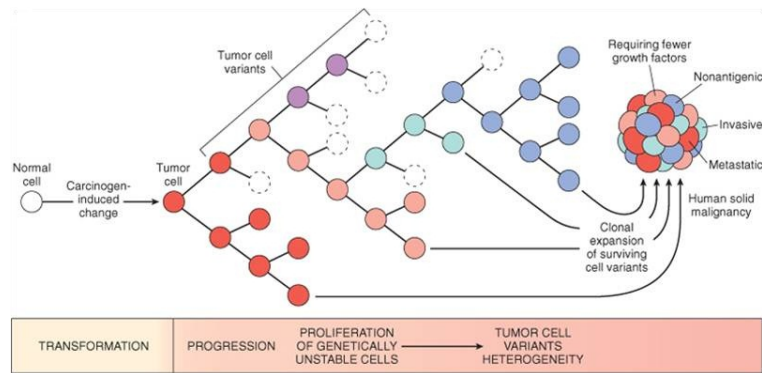 Tumor cell
variants
Requiring fewer
growth factors
Nonantigenic
Invasive
Metastatic
Normal
cell
Carcinogen-
induced
change
Tumor
cell
Human solid
malignancy
Clonal
expansion
of surviving
cell variants
TRANSFORMATION
PROGRESSION
PROLIFERATION
OF GENETICALLY
UNSTABLE CELLS
TUMOR CELL
VARIANTS
HETEROGENEITY